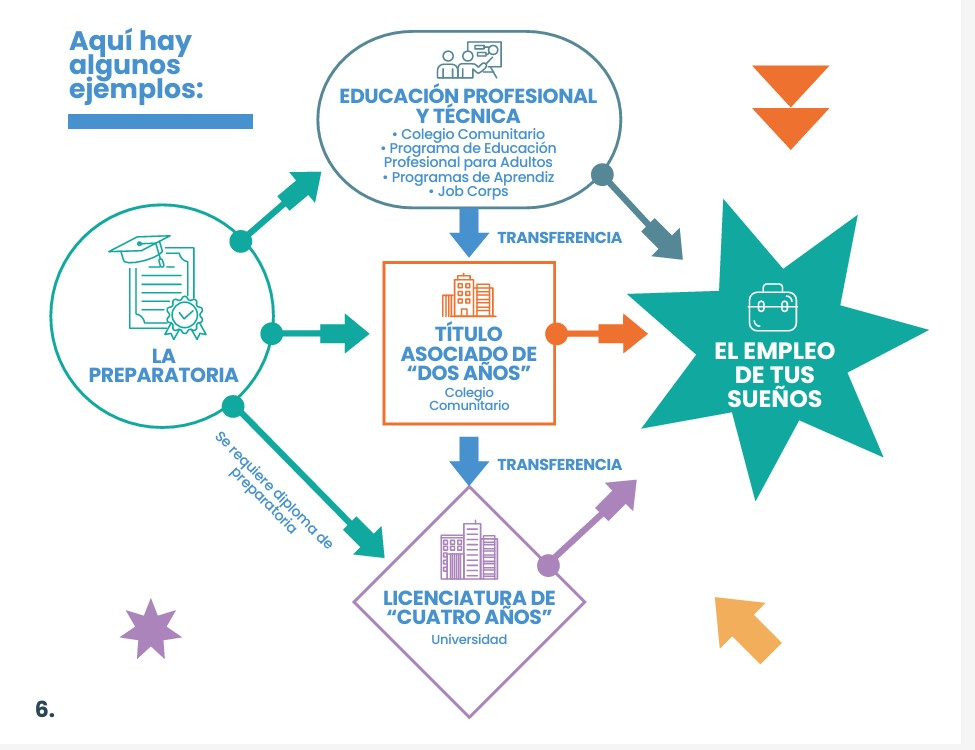 Aquí hay
algunos
ejemplos:
EDUCACIÓN PROFESIONAL
Y TÉCNICA
• Colegio Comunitario
• Programa de Educación
Profesional para Adultos
• Programas de Aprendiz
• Job Corps
TRANSFERENCIA
LA
PREPARATORIA
TÍTULO
ASOCIADO DE
“DOS AÑOS”
Colegio
Comunitario
EL EMPLEO
DE TUS
SUEÑOS
Se requiere diploma de
preparatoria
TRANSFERENCIA
LICENCIATURA DE
“CUATRO AÑOS”
Universidad
6.